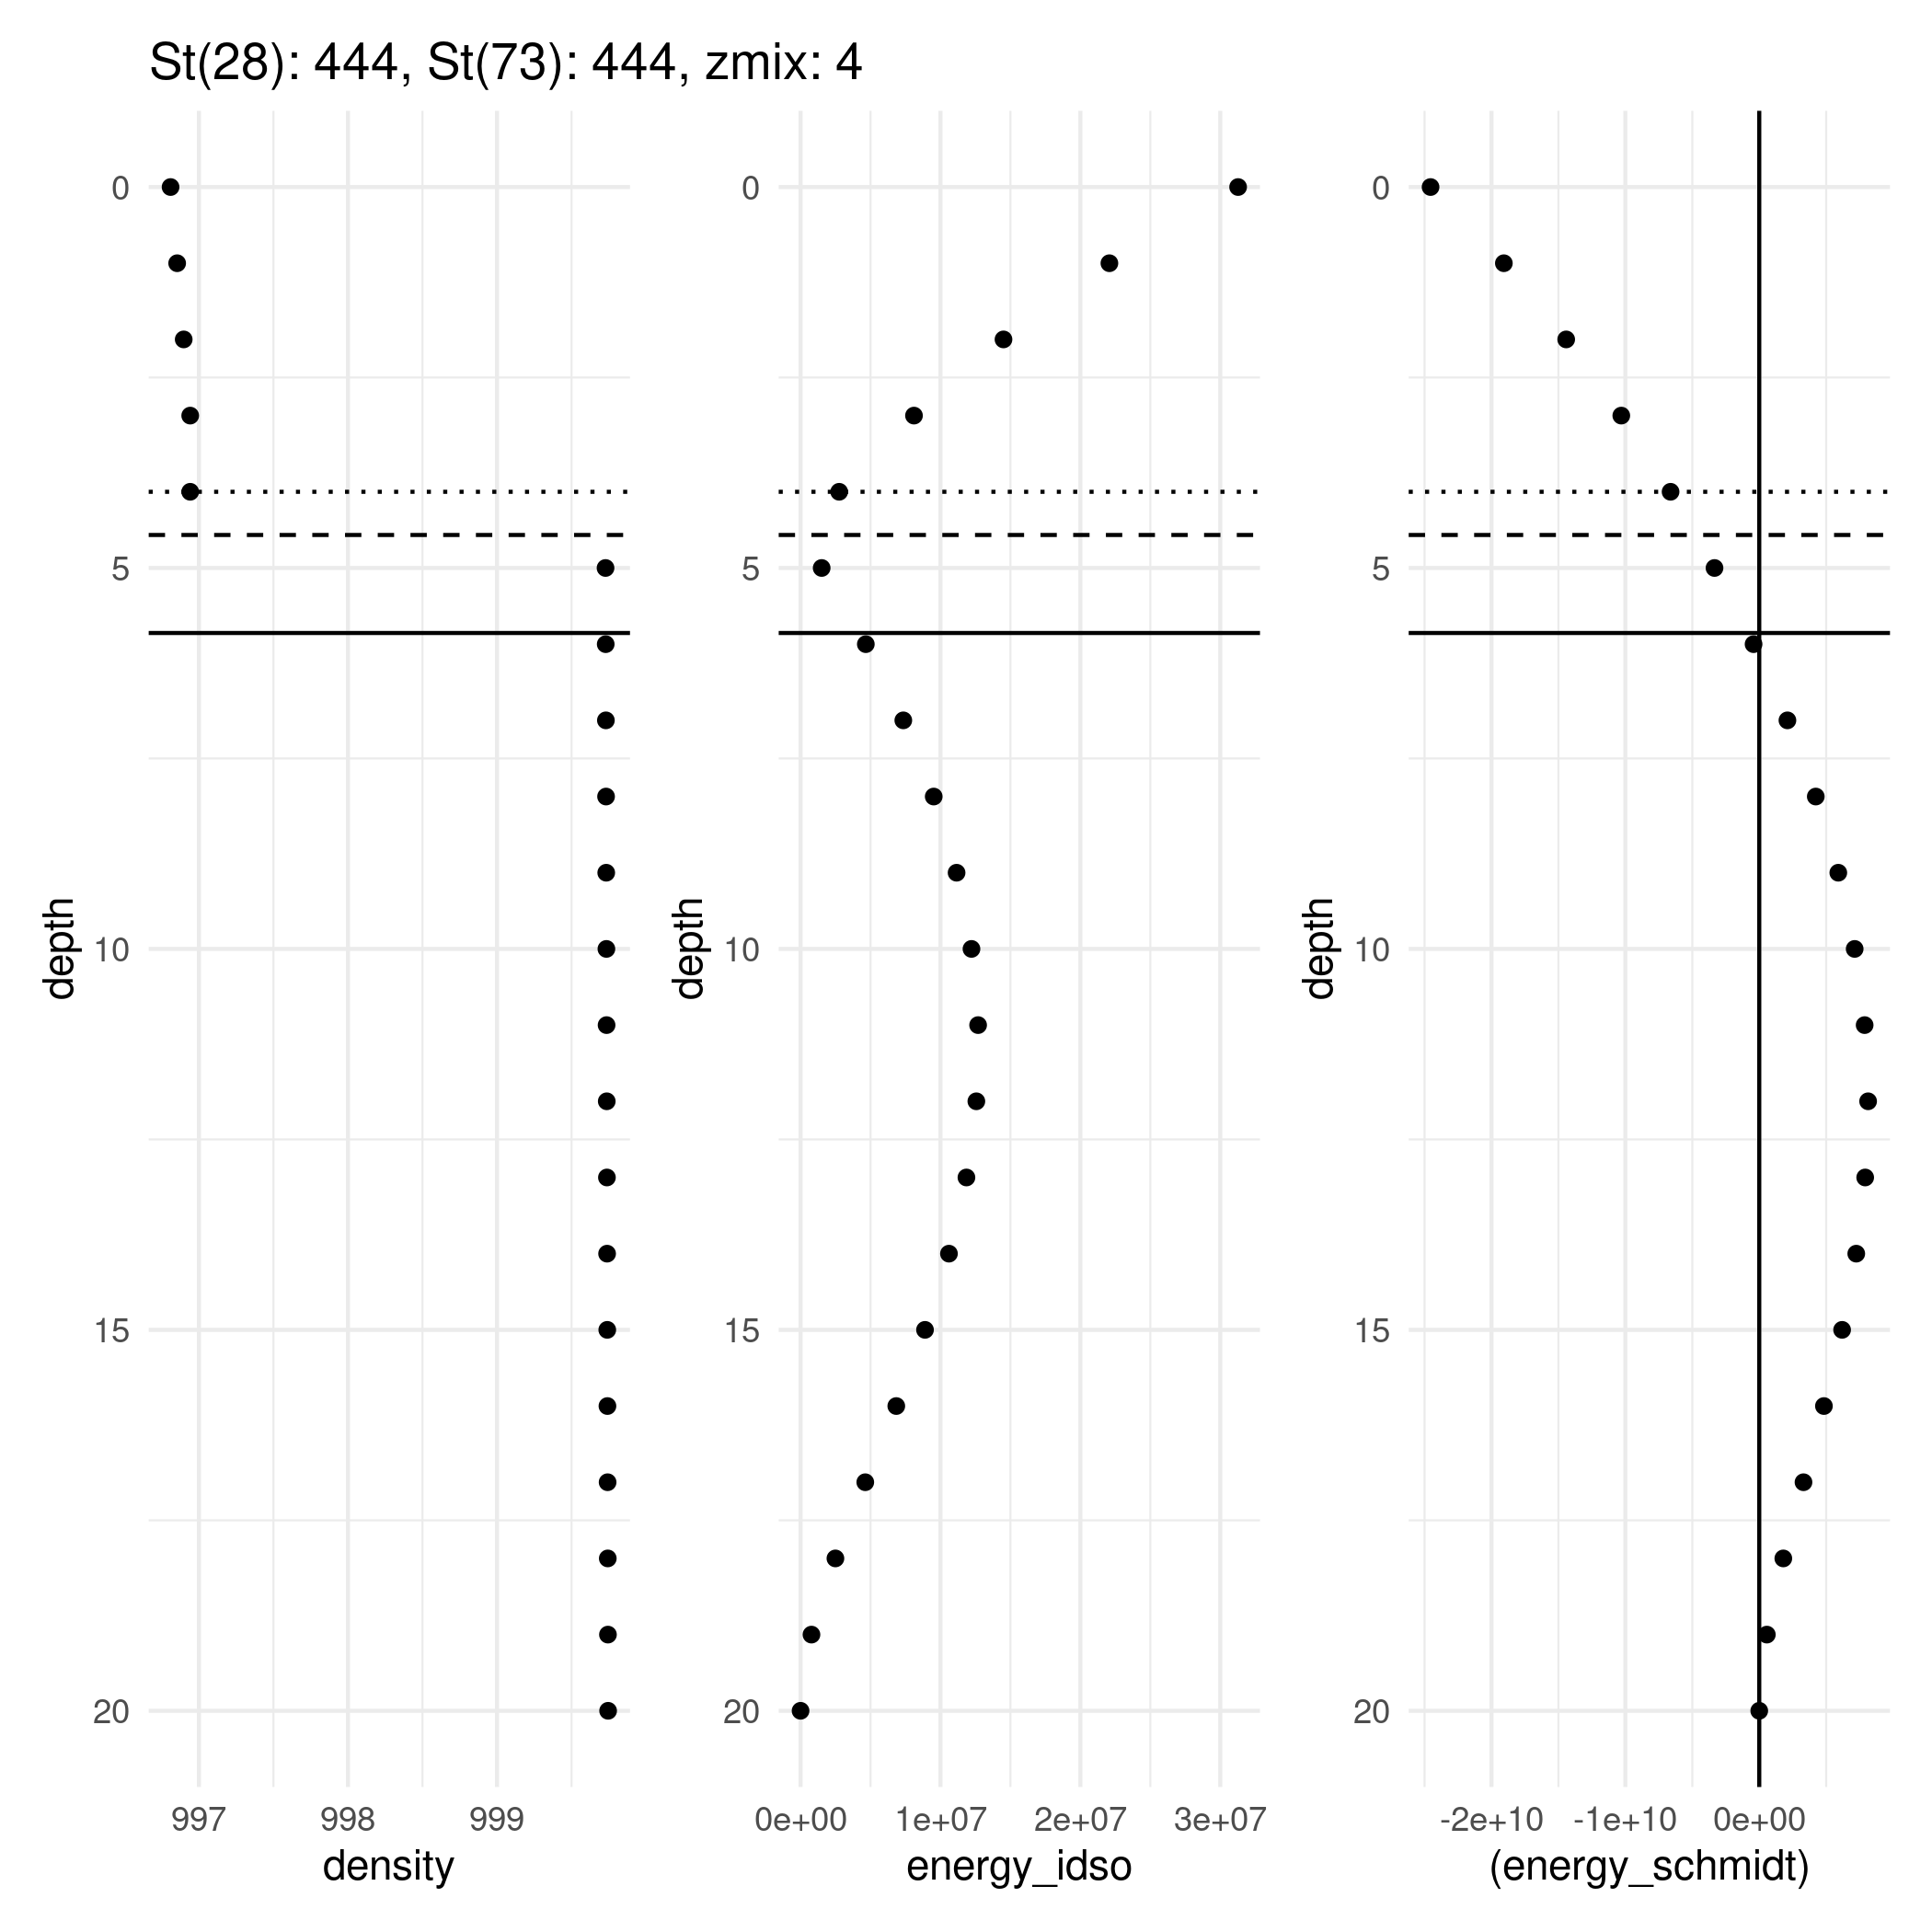 St(28): 444, St(73): 444, zmix: 4
0
5
10
15
20
depth
997 998 999
density
0
5
10
15
20
depth
0e+00 1e+07 2e+07 3e+07
energy_idso
0
5
10
15
20
depth
-2e+10 -1e+10 0e+00
(energy_schmidt)